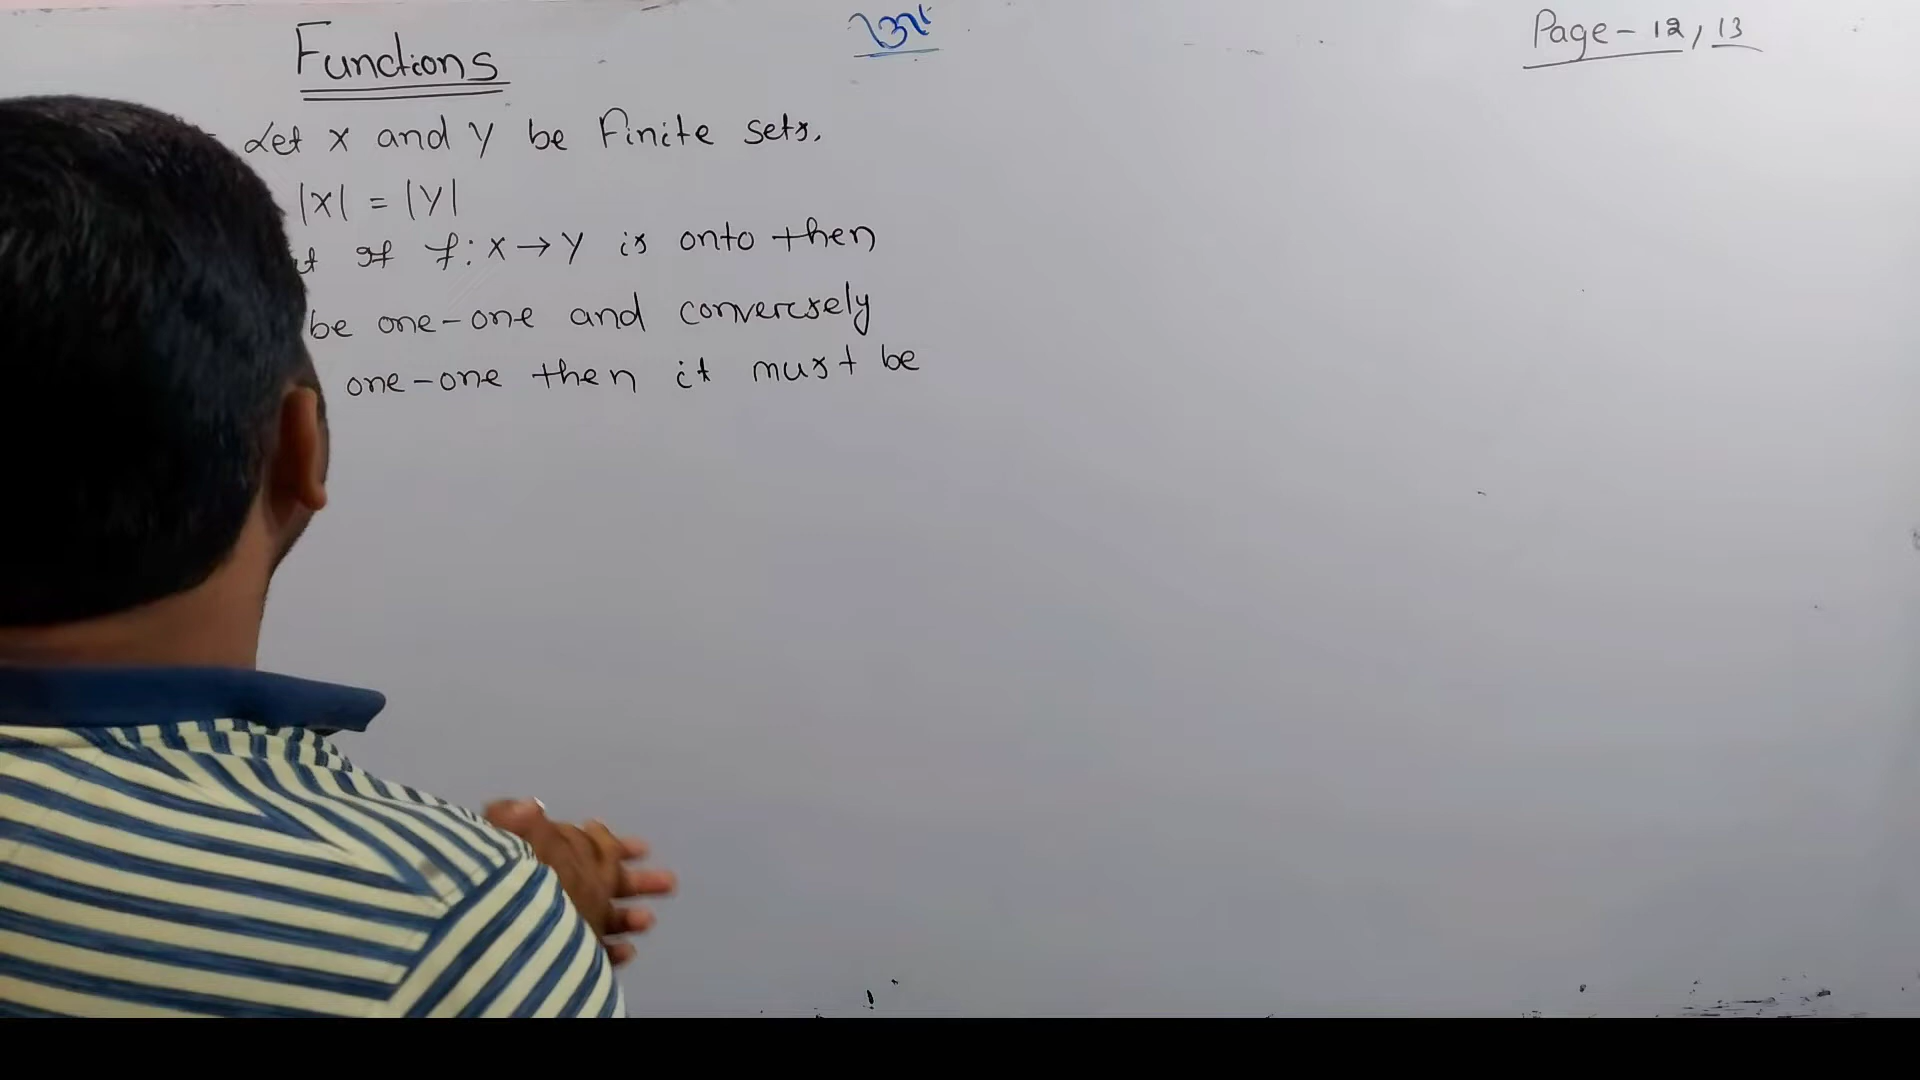 Functions
Page - 12, 13
Let X and Y be Finite sets.
|X| = |Y|
If f: X → Y is onto then
be one-one and conversely
one-one then it must be